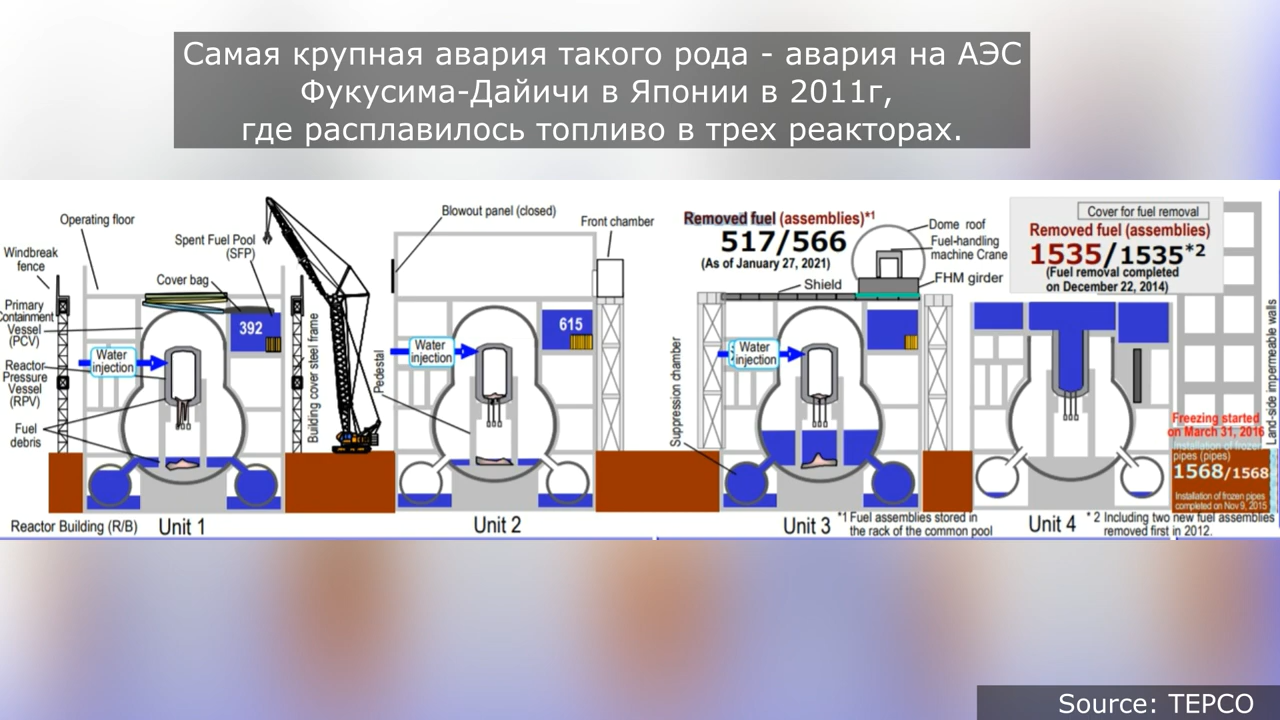 Самая крупная авария такого рода - авария на АЭС
Фукусима-Дайичи в Японии в 2011г,
где расплавилось топливо в трех реакторах.
Operating floor
Windbreak
fence
Spent Fuel Pool
(SFP)
Cover bag
Primary
Containment
Vessel
(PCV)
392
Water
injection
Reactor
Pressure
Vessel
(RPV)
Fuel
debris
Building cover steel frame
Reactor Building (R/B)
Unit 1
Blowout panel (closed)
Front chamber
615
Water
injection
Pedestal
Unit 2
Removed fuel (assemblies)*1
517/566
(As of January 27, 2021)
Dome roof
Fuel-handling
machine Crane
FHM girder
Shield
Water
injection
Suppression chamber
Unit 3
*1 Fuel assemblies stored in
the rack of the common pool
Cover for fuel removal
Removed fuel (assemblies)
1535/1535*2
(Fuel removal completed
on December 22, 2014)
Land-side impermeable walls
Freezing started
on March 31, 2016
Installation of frozen
pipes (pipes)
1568/1568
Installation of frozen pipes
completed on Nov 9, 2015
Unit 4
* 2 Including two new fuel assemblies
removed first in 2012.
Source: TEPCO